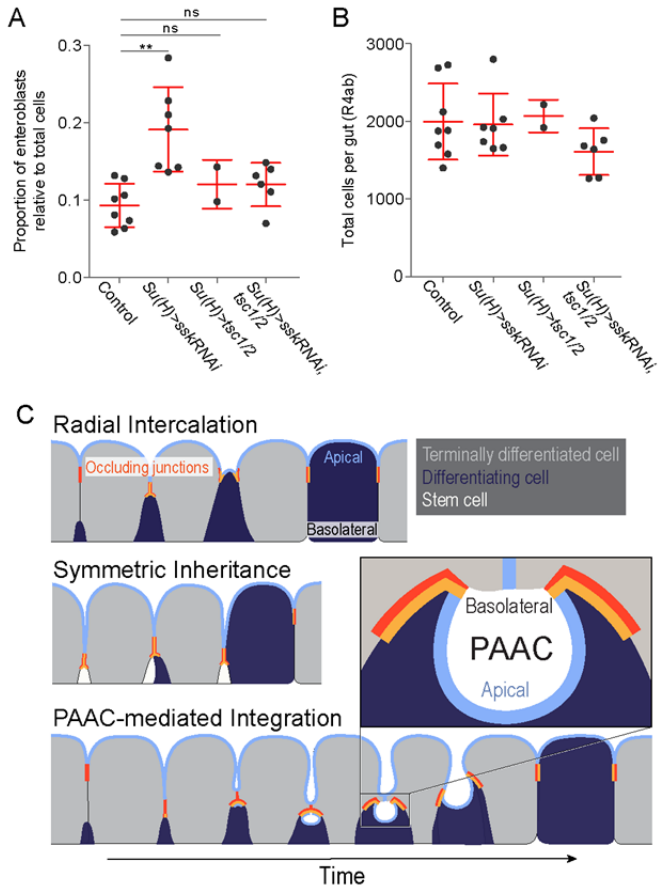 A
ns
ns
**
Proportion of enteroblasts
relative to total cells
0.3
0.2
0.1
0.0
Control
Su(H)>sskRNAi
Su(H)>tsc1/2
Su(H)>sskRNAi,
tsc1/2
B
Total cells per gut (R4ab)
3000
2000
1000
0
Control
Su(H)>sskRNAi
Su(H)>tsc1/2
Su(H)>sskRNAi,
tsc1/2
C
Radial Intercalation
Occluding junctions
Apical
Basolateral
Terminally differentiated cell
Differentiating cell
Stem cell
Symmetric Inheritance
Basolateral
PAAC
Apical
PAAC-mediated Integration
Time